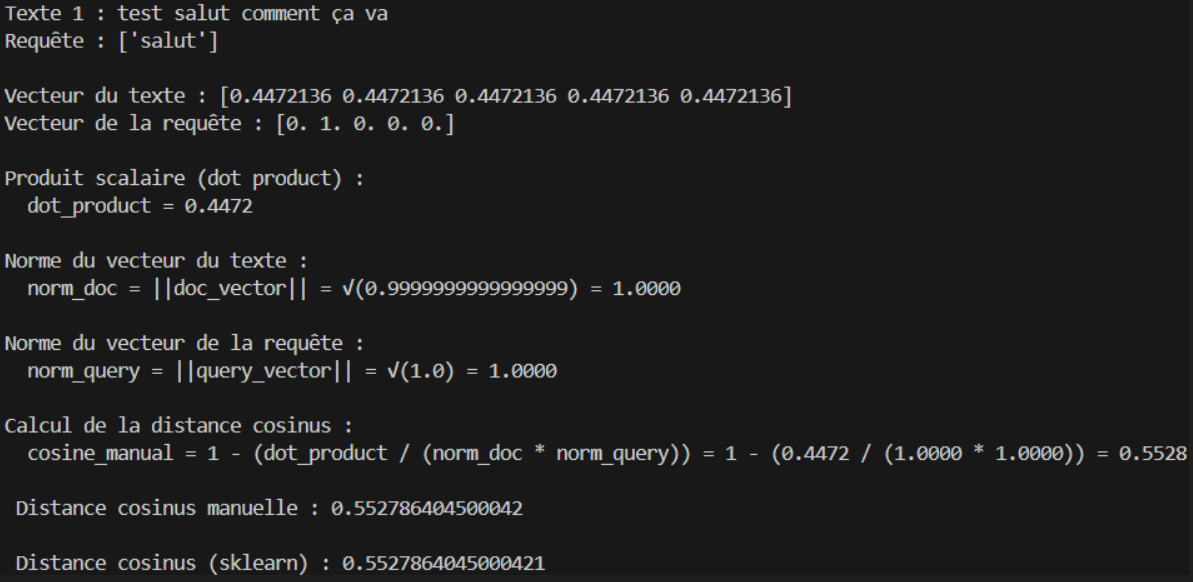 Texte 1 : test salut comment ça va
Requête : ['salut']
Vecteur du texte : [0.4472136 0.4472136 0.4472136 0.4472136 0.4472136]
Vecteur de la requête : [0. 1. 0. 0. 0.]
Produit scalaire (dot product) :
dot_product = 0.4472
Norme du vecteur du texte :
norm_doc = ||doc_vector|| = √(0.9999999999999999) = 1.0000
Norme du vecteur de la requête :
norm_query = ||query_vector|| = √(1.0) = 1.0000
Calcul de la distance cosinus :
cosine_manual = 1 - (dot_product / (norm_doc * norm_query)) = 1 - (0.4472 / (1.0000 * 1.0000)) = 0.5528
Distance cosinus manuelle : 0.552786404500042
Distance cosinus (sklearn) : 0.5527864045000421